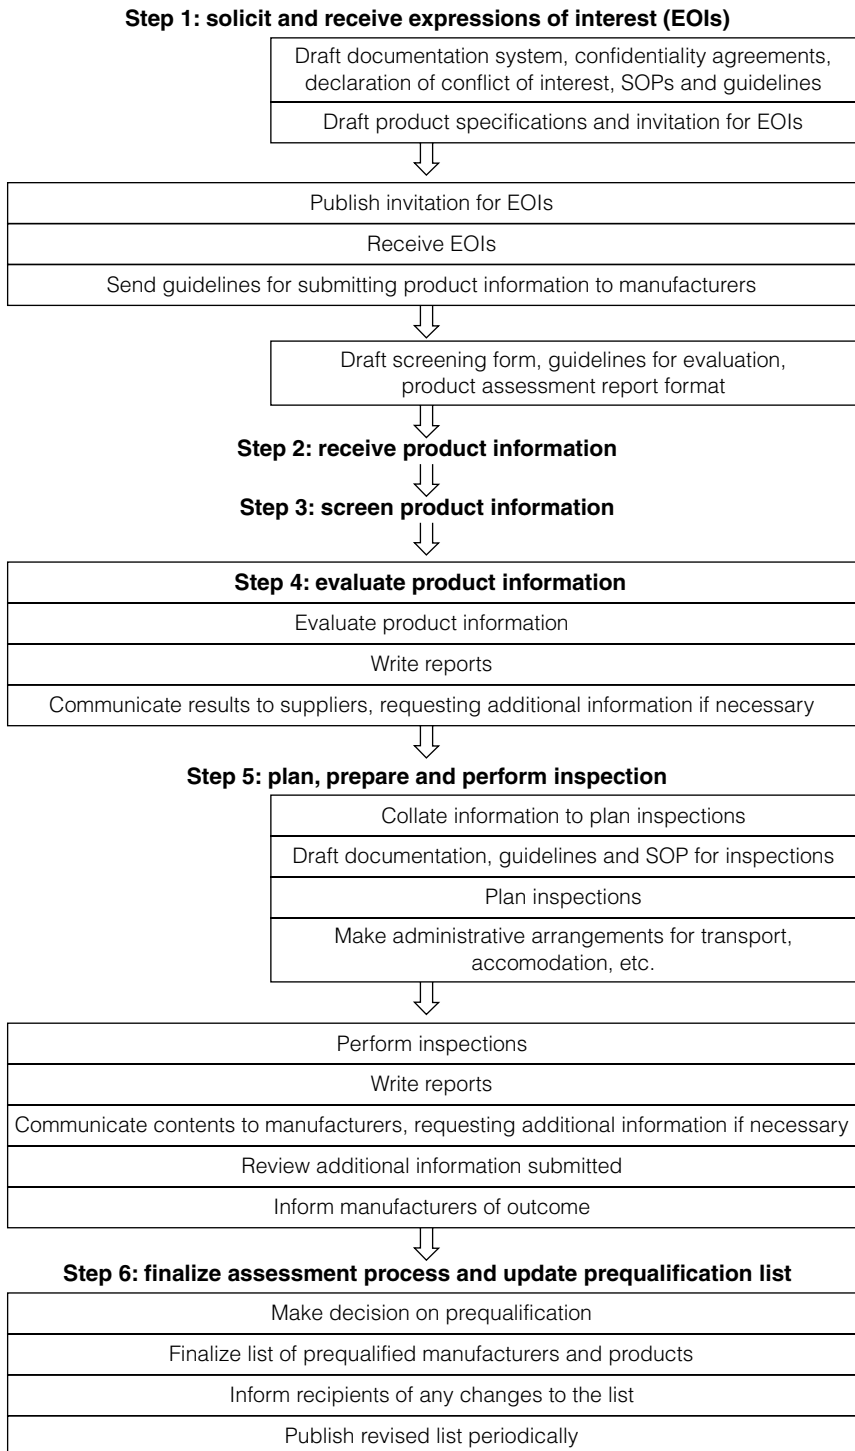 Step 1: solicit and receive expressions of interest (EOIs)
Draft documentation system, confidentiality agreements,
declaration of conflict of interest, SOPs and guidelines
Draft product specifications and invitation for EOIs
Publish invitation for EOIs
Receive EOIs
Send guidelines for submitting product information to manufacturers
Draft screening form, guidelines for evaluation,
product assessment report format
Step 2: receive product information
Step 3: screen product information
Step 4: evaluate product information
Evaluate product information
Write reports
Communicate results to suppliers, requesting additional information if necessary
Step 5: plan, prepare and perform inspection
Collate information to plan inspections
Draft documentation, guidelines and SOP for inspections
Plan inspections
Make administrative arrangements for transport,
accomodation, etc.
Perform inspections
Write reports
Communicate contents to manufacturers, requesting additional information if necessary
Review additional information submitted
Inform manufacturers of outcome
Step 6: finalize assessment process and update prequalification list
Make decision on prequalification
Finalize list of prequalified manufacturers and products
Inform recipients of any changes to the list
Publish revised list periodically